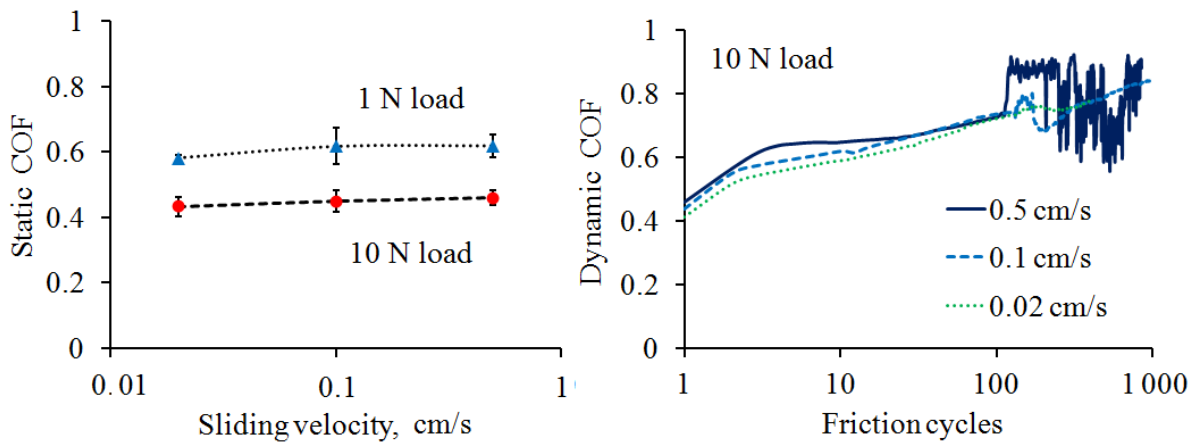 Static COF
1
0.8
0.6
0.4
0.2
0
1 N load
10 N load
0.01
0.1
1
Sliding velocity, cm/s
Dynamic COF
1
0.8
0.6
0.4
0.2
0
10 N load
0.5 cm/s
0.1 cm/s
0.02 cm/s
1
10
100
1 000
Friction cycles